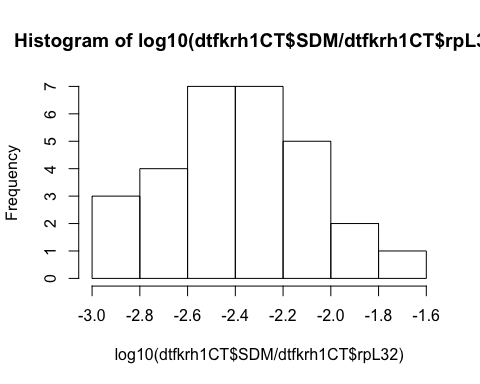 Histogram of log10(dtfkrh1CT$SDM/dtfkrh1CT$rpL3
7
6
5
4
3
2
1
0
Frequency
-3.0 -2.8 -2.6 -2.4 -2.2 -2.0 -1.8 -1.6
log10(dtfkrh1CT$SDM/dtfkrh1CT$rpL32)